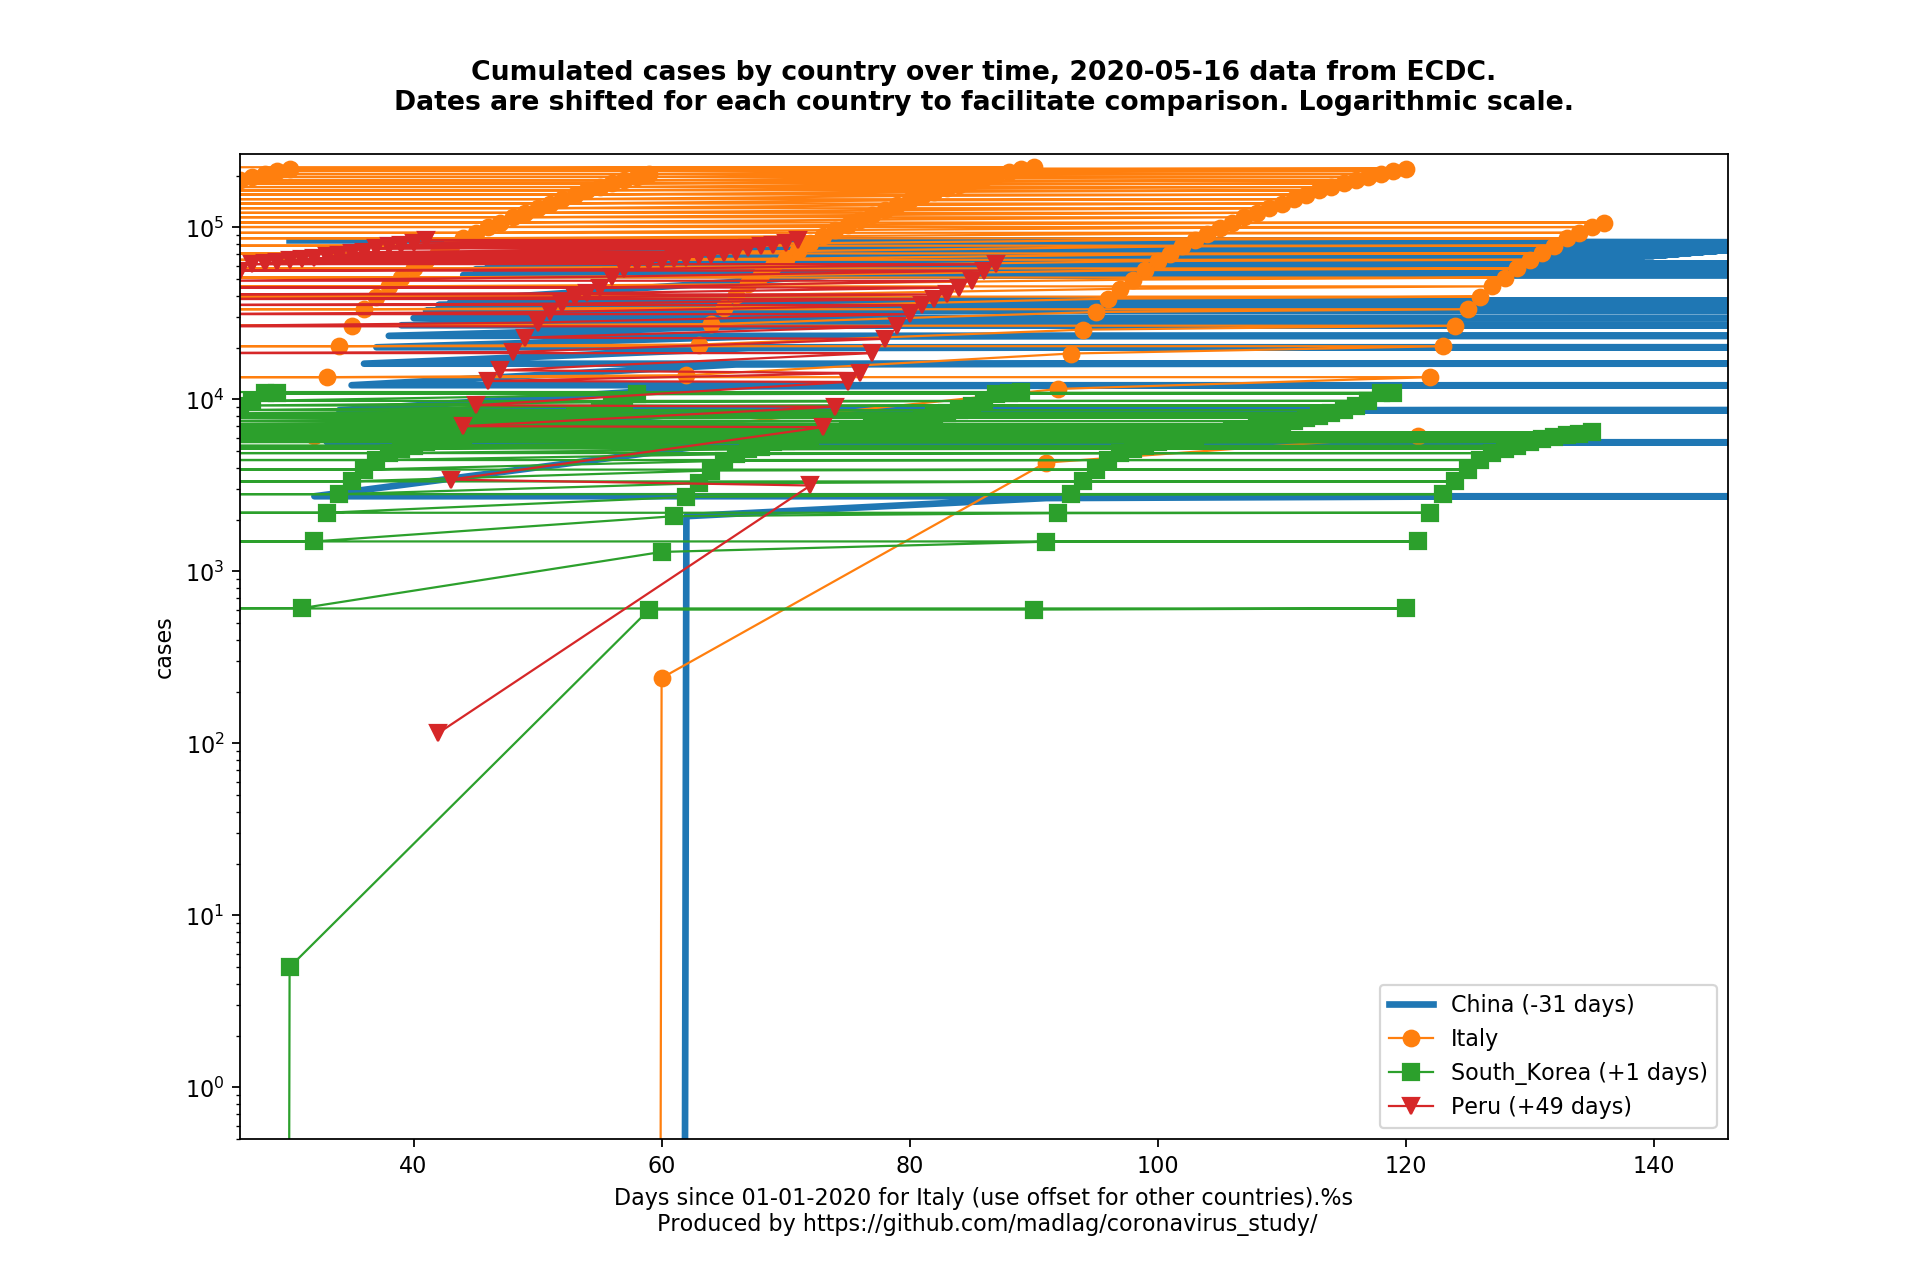 Cumulated cases by country over time, 2020-05-16 data from ECDC.
Dates are shifted for each country to facilitate comparison. Logarithmic scale.
cases
10^5
10^4
10^3
10^2
10^1
10^0
China (-31 days)
Italy
South_Korea (+1 days)
Peru (+49 days)
40 60 80 100 120 140
Days since 01-01-2020 for Italy (use offset for other countries).%s
Produced by https://github.com/madlag/coronavirus_study/